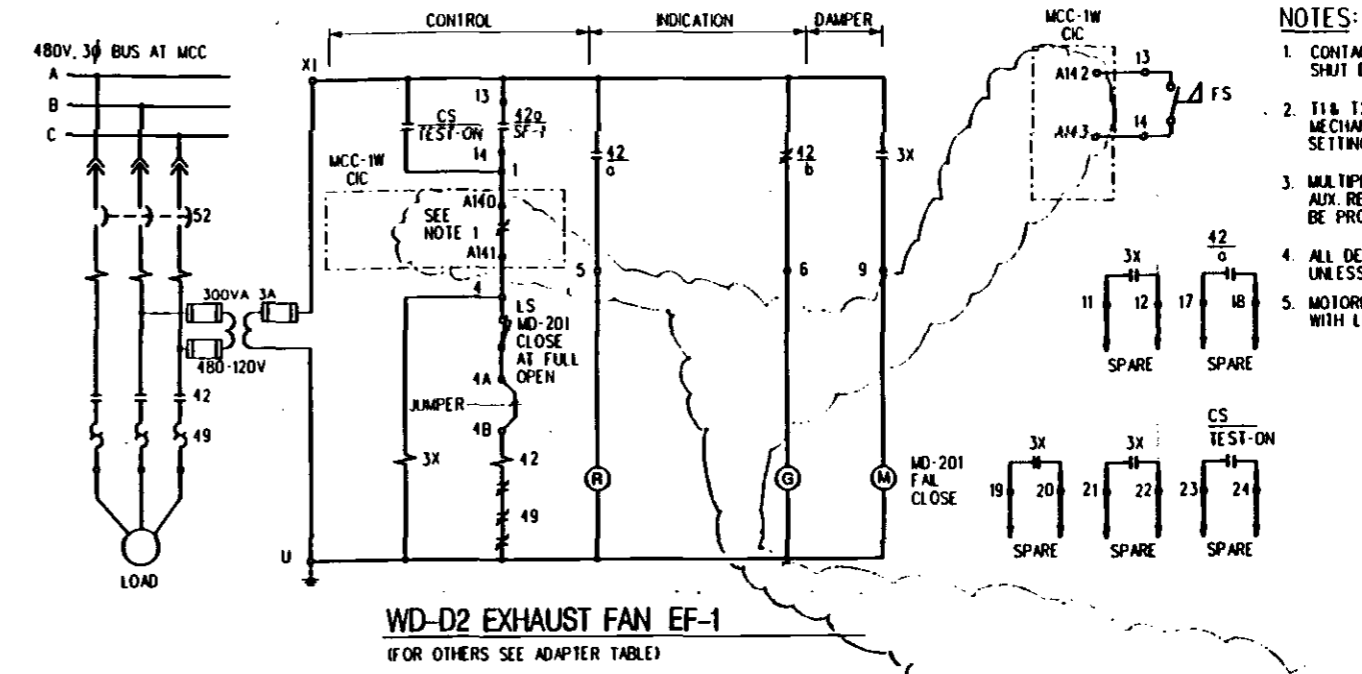 CONTROL
INDICATION
DAMPER
480V, 3ϕ BUS AT MCC
A
B
C
52
300VA 3A
480-120V
42
49
LOAD
X1
U
CS
TEST-ON
13
42a
SF-1
14
1
MCC-1W
CIC
A140
SEE
NOTE 1
A141
4
LS
MD-201
CLOSE
AT FULL
OPEN
4A
JUMPER
4B
3X
42
49
42
a
5
R
42
b
6
G
3X
9
M
MD-201
FAIL
CLOSE
MCC-1W
CIC
A142
13
A143
14
FS
3X
11 12
SPARE
42
a
17 18
SPARE
3X
19 20
SPARE
3X
21 22
SPARE
CS
TEST-ON
23 24
SPARE
NOTES:
1. CONTA
SHUT
2. T1&
MECHA
SETTIN
3. MULTIP
AUX. RE
BE PRO
4. ALL DE
UNLESS
5. MOTOR
WITH L
WD-D2 EXHAUST FAN EF-1
(FOR OTHERS SEE ADAPTER TABLE)